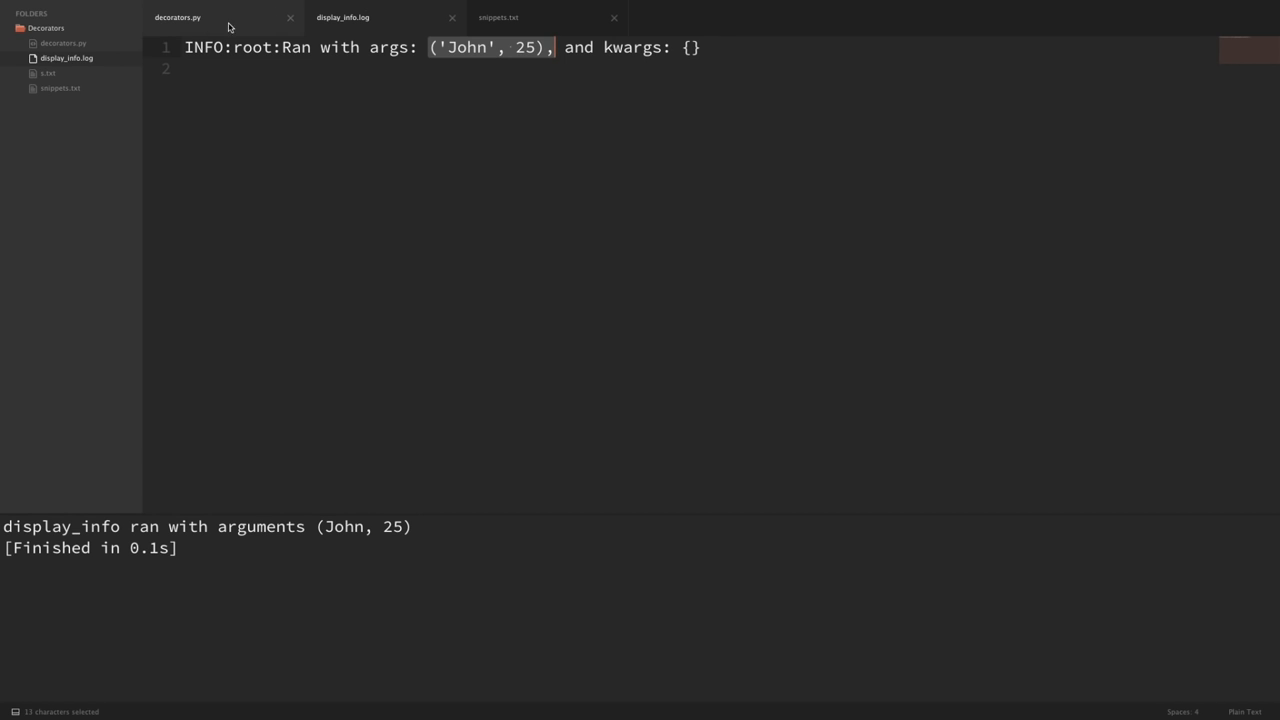 FOLDERS
Decorators
decorators.py
display_info.log
s.txt
snippets.txt
decorators.py
display_info.log
snippets.txt
1 INFO:root:Ran with args: ('John', 25), and kwargs: {}
2
display_info ran with arguments (John, 25)
[Finished in 0.1s]
13 characters selected
Spaces: 4
Plain Text